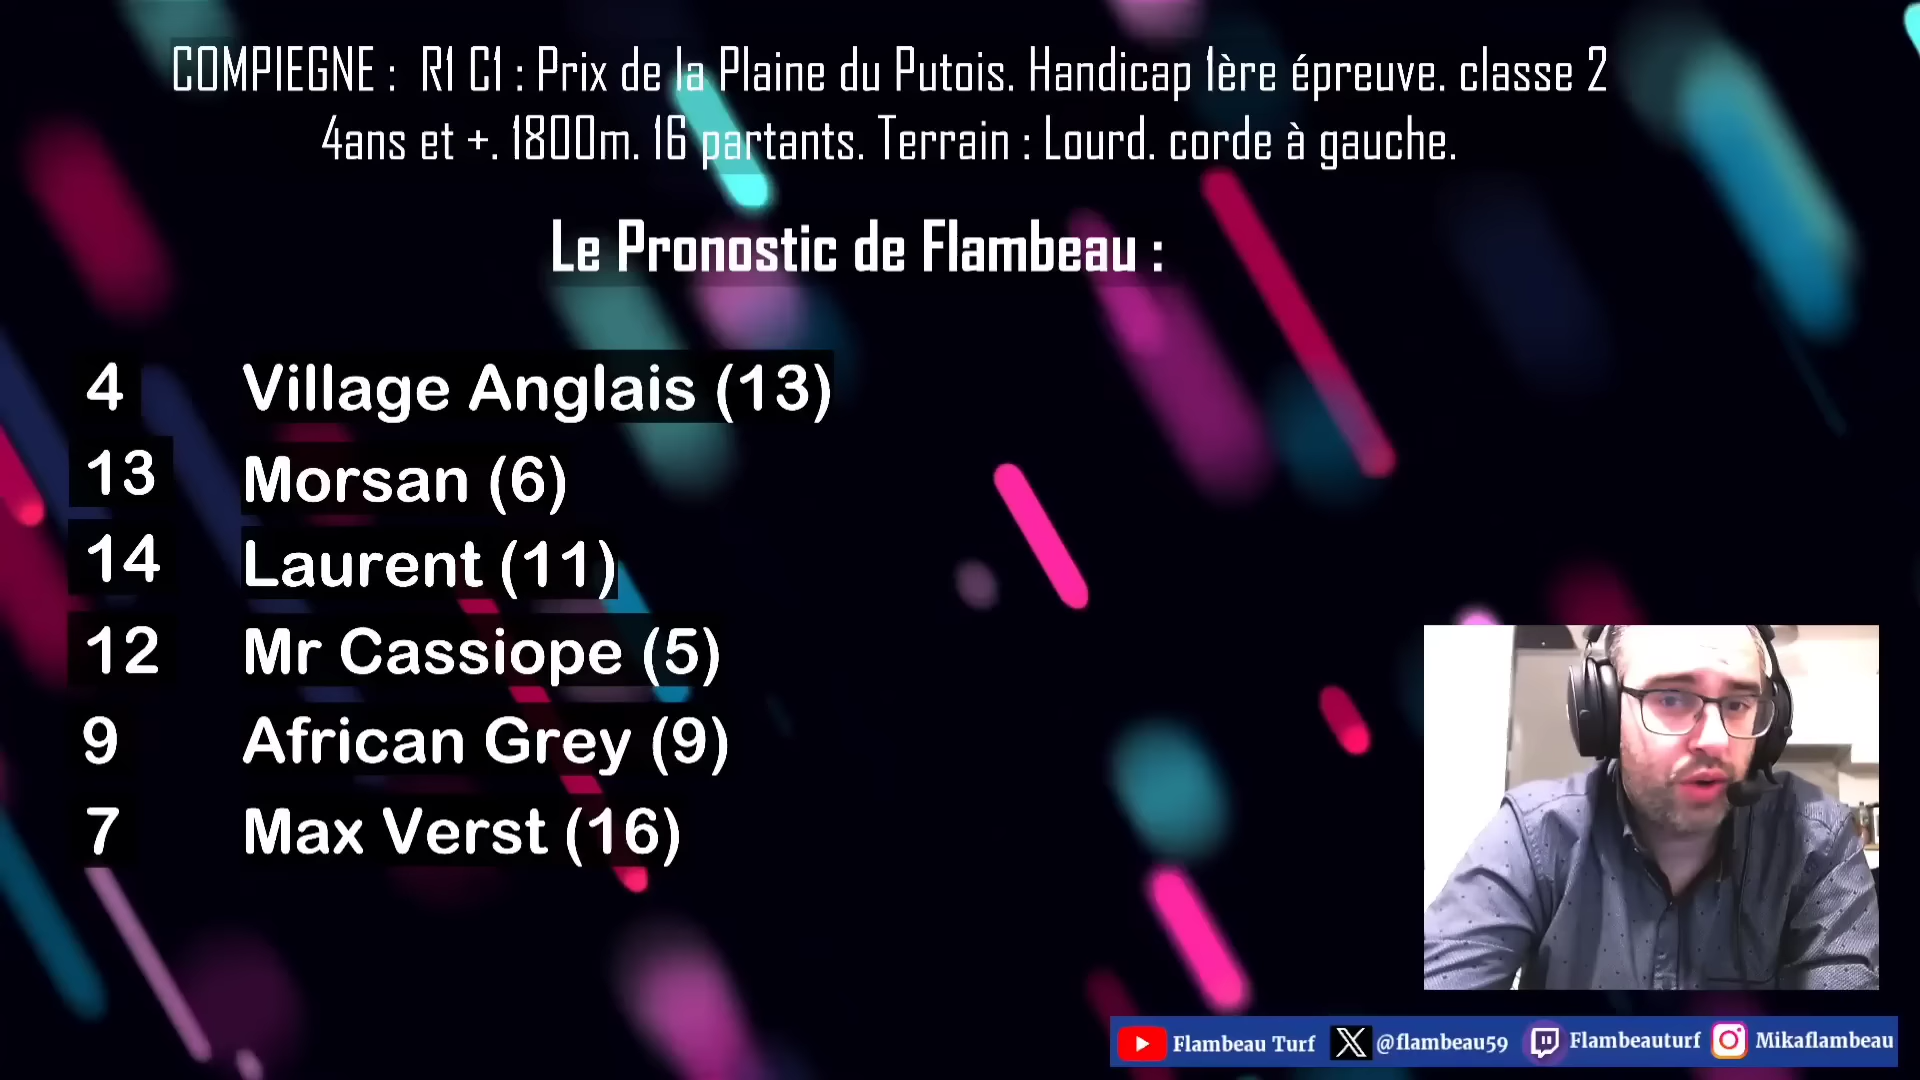 COMPIEGNE : R1 C1 : Prix de la Plaine du Putois. Handicap 1ère épreuve. classe 2
4ans et +. 1800m. 16 partants. Terrain : Lourd. corde à gauche.
Le Pronostic de Flambeau :
4 Village Anglais (13)
13 Morsan (6)
14 Laurent (11)
12 Mr Cassiope (5)
9 African Grey (9)
7 Max Verst (16)
Flambeau Turf @flambeau59 Flambeauturf Mikaflambeau